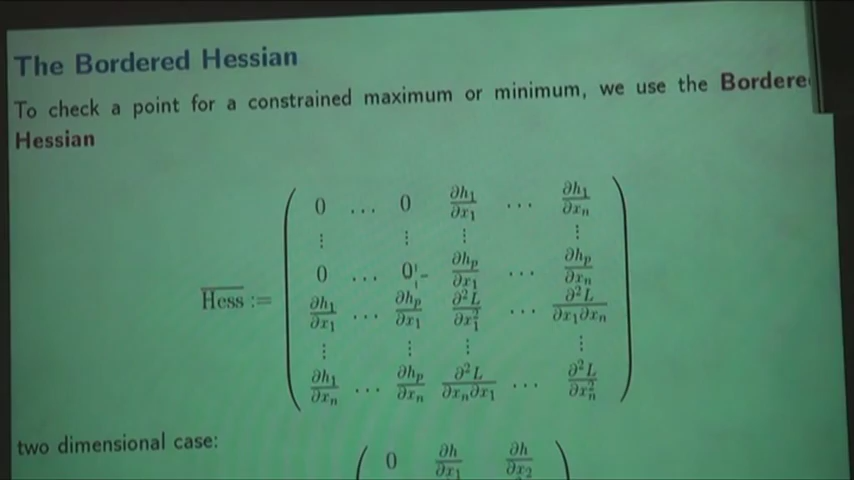 The Bordered Hessian
To check a point for a constrained maximum or minimum, we use the Bordere
Hessian
0 … 0 ∂h₁/∂x₁ … ∂h₁/∂xₙ
⋮ ⋮ ⋮ ⋮
0 … 0 ∂hₚ/∂x₁ … ∂hₚ/∂xₙ
Hess :=
∂h₁/∂x₁ … ∂hₚ/∂x₁ ∂²L/∂x₁² … ∂²L/∂x₁∂xₙ
⋮ ⋮ ⋮ ⋮
∂h₁/∂xₙ … ∂hₚ/∂xₙ ∂²L/∂xₙ∂x₁ … ∂²L/∂xₙ²
two dimensional case:
0 ∂h/∂x₁ ∂h/∂x₂